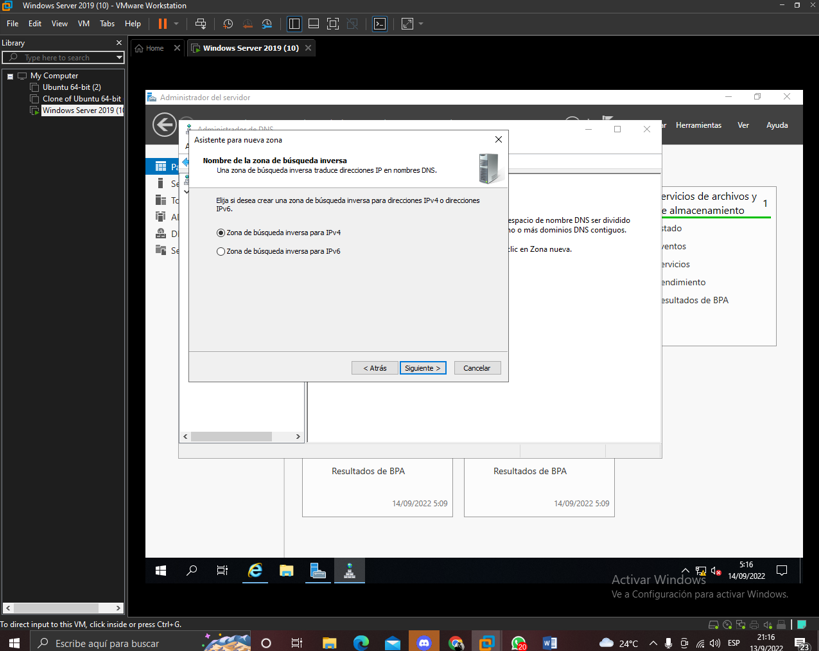 Windows Server 2019 (10) - VMware Workstation
File Edit View VM Tabs Help
Library
Type here to search
Home
Windows Server 2019 (10)
My Computer
Ubuntu 64-bit (2)
Clone of Ubuntu 64-bit
Windows Server 2019 (10
Administrador del servidor
Administrador de DNS
Herramientas Ver Ayuda
Asistente para nueva zona
Nombre de la zona de búsqueda inversa
Una zona de búsqueda inversa traduce direcciones IP en nombres DNS.
Elija si desea crear una zona de búsqueda inversa para direcciones IPv4 o direcciones
IPv6.
Zona de búsqueda inversa para IPv4
Zona de búsqueda inversa para IPv6
< Atrás
Siguiente >
Cancelar
espacio de nombre DNS ser dividido
no o más dominios DNS contiguos.
clic en Zona nueva.
ervicios de archivos y
e almacenamiento
1
stado
ventos
ervicios
endimiento
esultados de BPA
Resultados de BPA
14/09/2022 5:09
Resultados de BPA
14/09/2022 5:09
5:16
14/09/2022
Activar Windows
Ve a Configuración para activar Windows.
To direct input to this VM, click inside or press Ctrl+G.
Escribe aquí para buscar
20
24°C
ESP
21:16
13/9/2022
23